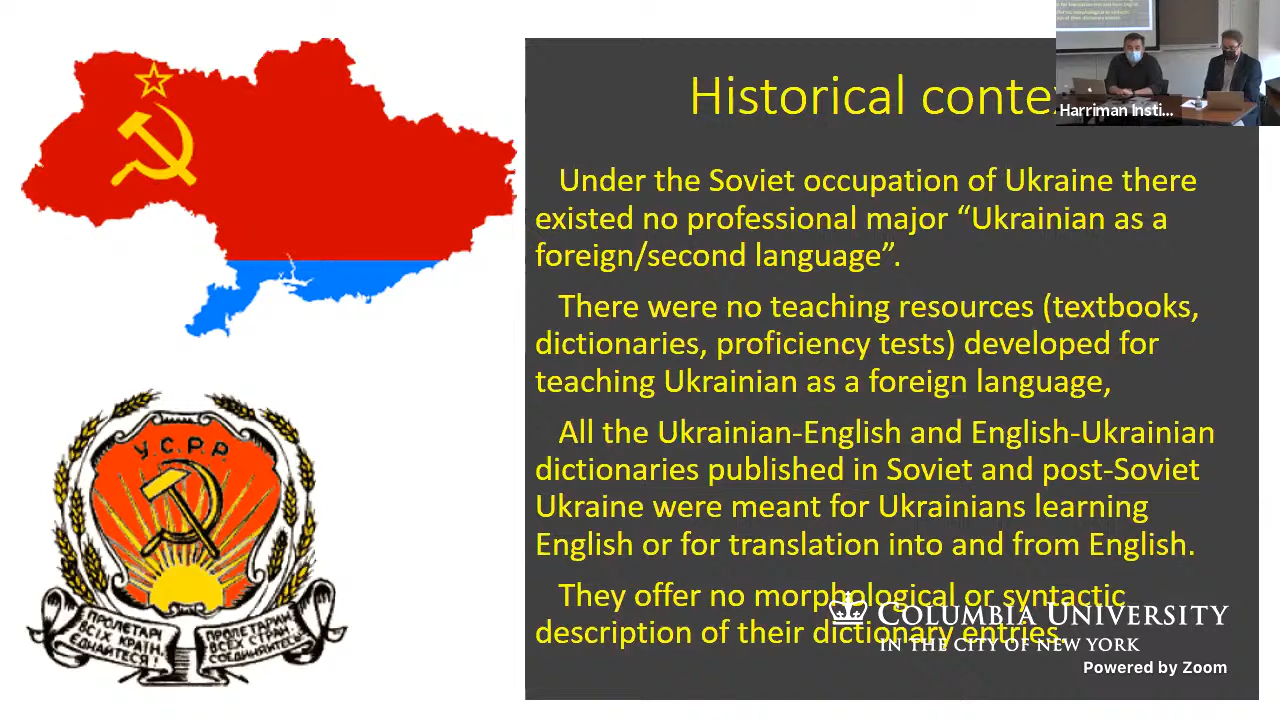 Historical conte
Harriman Insti...
Under the Soviet occupation of Ukraine there
existed no professional major “Ukrainian as a
foreign/second language”.
There were no teaching resources (textbooks,
dictionaries, proficiency tests) developed for
teaching Ukrainian as a foreign language,
All the Ukrainian-English and English-Ukrainian
dictionaries published in Soviet and post-Soviet
Ukraine were meant for Ukrainians learning
English or for translation into and from English.
They offer no morphological or syntactic
description of their dictionary entries.
COLUMBIA UNIVERSITY
IN THE CITY OF NEW YORK
Powered by Zoom
У.С.Р.Р.
ПРОЛЕТАРІ
ВСІХ КРАЇН,
ЄДНАЙТЕСЯ!
ПРОЛЕТАРИИ
ВСЕХ СТРАН,
СОЕДИНЯЙТЕСЬ